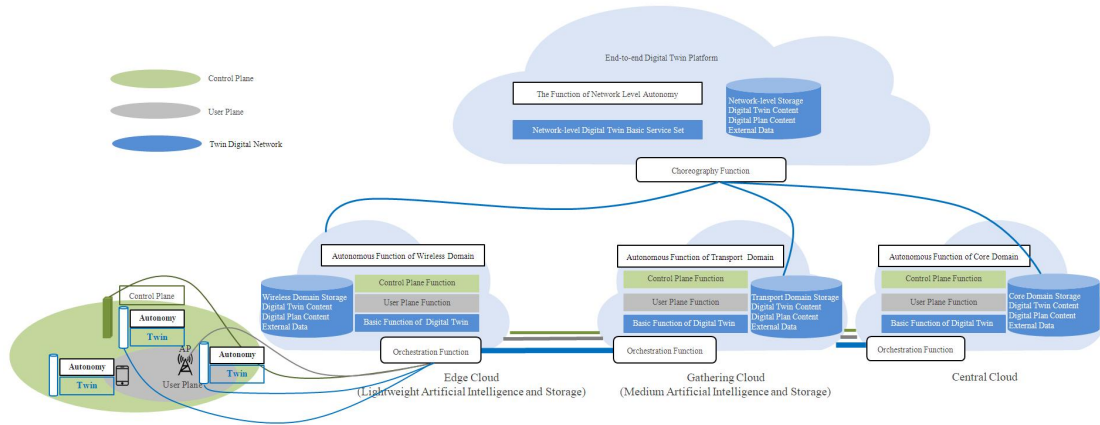 End-to-end Digital Twin Platform
Control Plane
User Plane
Twin Digital Network
The Function of Network Level Autonomy
Network-level Digital Twin Basic Service Set
Network-level Storage
Digital Twin Content
Digital Plan Content
External Data
Choreography Function
Autonomous Function of Wireless Domain
Wireless Domain Storage
Digital Twin Content
Digital Plan Content
External Data
Control Plane Function
User Plane Function
Basic Function of Digital Twin
Orchestration Function
Edge Cloud
(Lightweight Artificial Intelligence and Storage)
Autonomous Function of Transport Domain
Control Plane Function
User Plane Function
Basic Function of Digital Twin
Transport Domain Storage
Digital Twin Content
Digital Plan Content
External Data
Orchestration Function
Gathering Cloud
(Medium Artificial Intelligence and Storage)
Autonomous Function of Core Domain
Control Plane Function
User Plane Function
Basic Function of Digital Twin
Core Domain Storage
Digital Twin Content
Digital Plan Content
External Data
Orchestration Function
Central Cloud
Control Plane
Autonomy
Twin
AP
Autonomy
Twin
Autonomy
Twin
User Plane